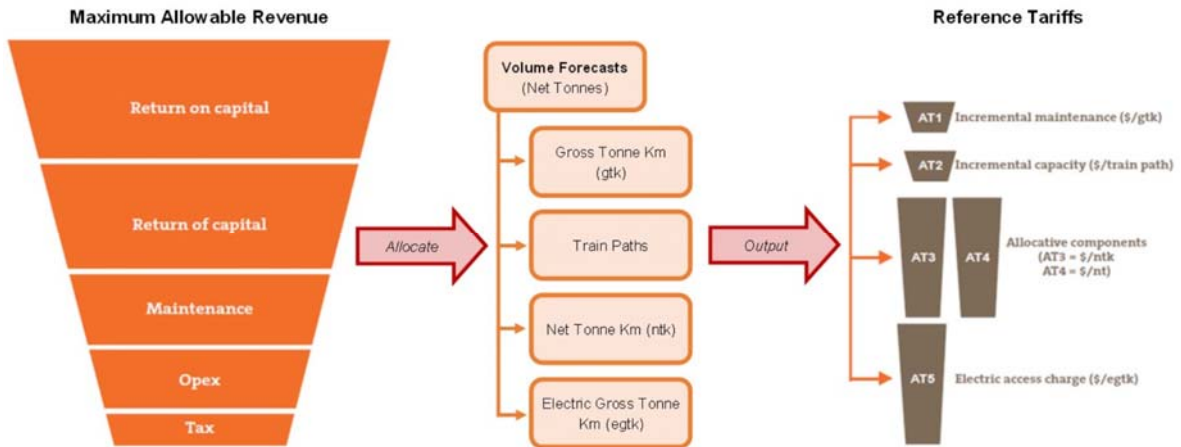 Maximum Allowable Revenue
Return on capital
Return of capital
Maintenance
Opex
Tax
Allocate
Volume Forecasts
(Net Tonnes)
Gross Tonne Km
(gtk)
Train Paths
Net Tonne Km (ntk)
Electric Gross Tonne
Km (egtk)
Output
Reference Tariffs
AT1 Incremental maintenance ($/gtk)
AT2 Incremental capacity ($/train path)
AT3 AT4 Allocative components
(AT3 = $/ntk
AT4 = $/nt)
AT5 Electric access charge ($/egtk)